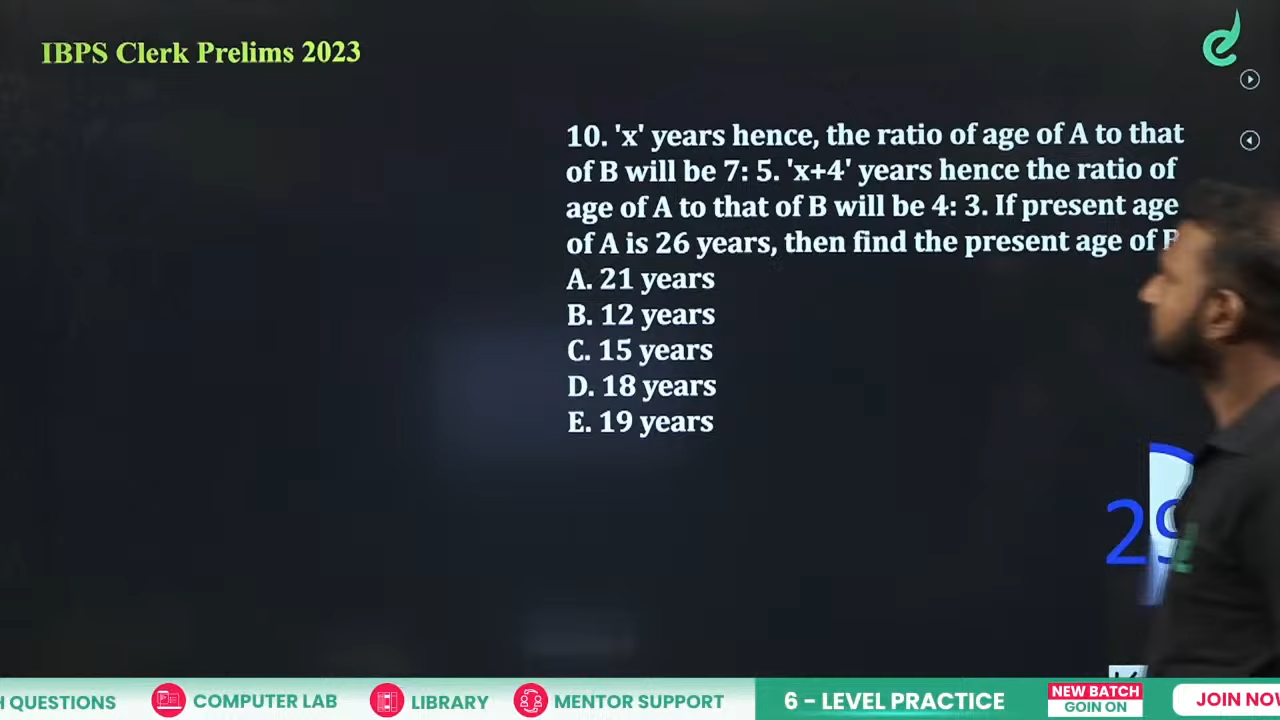 IBPS Clerk Prelims 2023
10. 'x' years hence, the ratio of age of A to that
of B will be 7: 5. 'x+4' years hence the ratio of
age of A to that of B will be 4: 3. If present age
of A is 26 years, then find the present age of
A. 21 years
B. 12 years
C. 15 years
D. 18 years
E. 19 years
29
QUESTIONS
COMPUTER LAB
LIBRARY
MENTOR SUPPORT
6 - LEVEL PRACTICE
NEW BATCH
GOIN ON
JOIN NOW